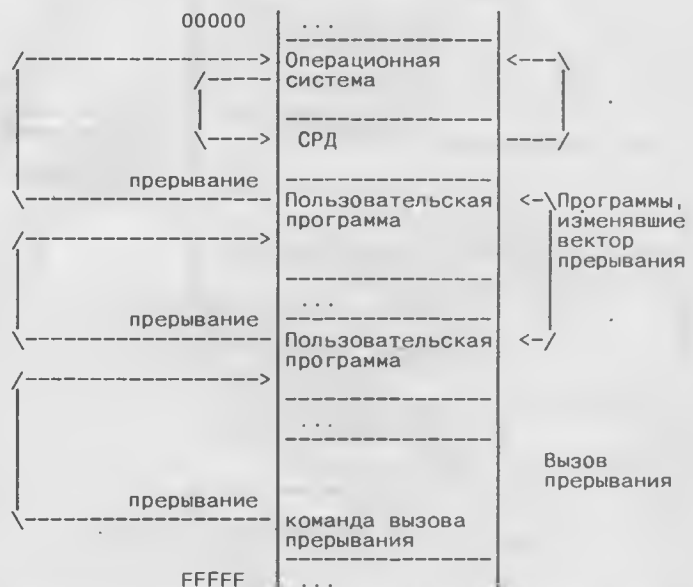 00000 ...
Операционная
система
СРД
прерывание Пользовательская Программы,
программа изменявшие
вектор
прерывания
...
прерывание Пользовательская
программа
...
Вызов
прерывания
прерывание
команда вызова
прерывания
FFFFF ...